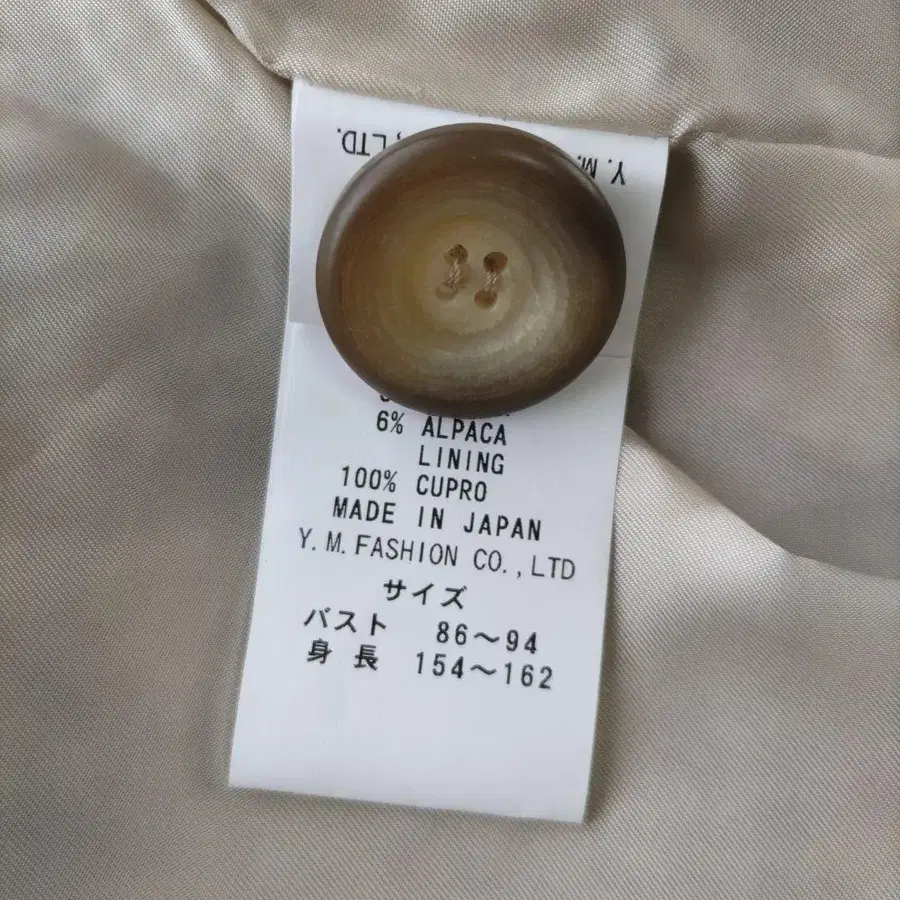 Y. M. , LTD.
6% ALPACA
LINING
100% CUPRO
MADE IN JAPAN
Y. M. FASHION CO. , LTD
サイズ
バスト 86～94
身長 154～162